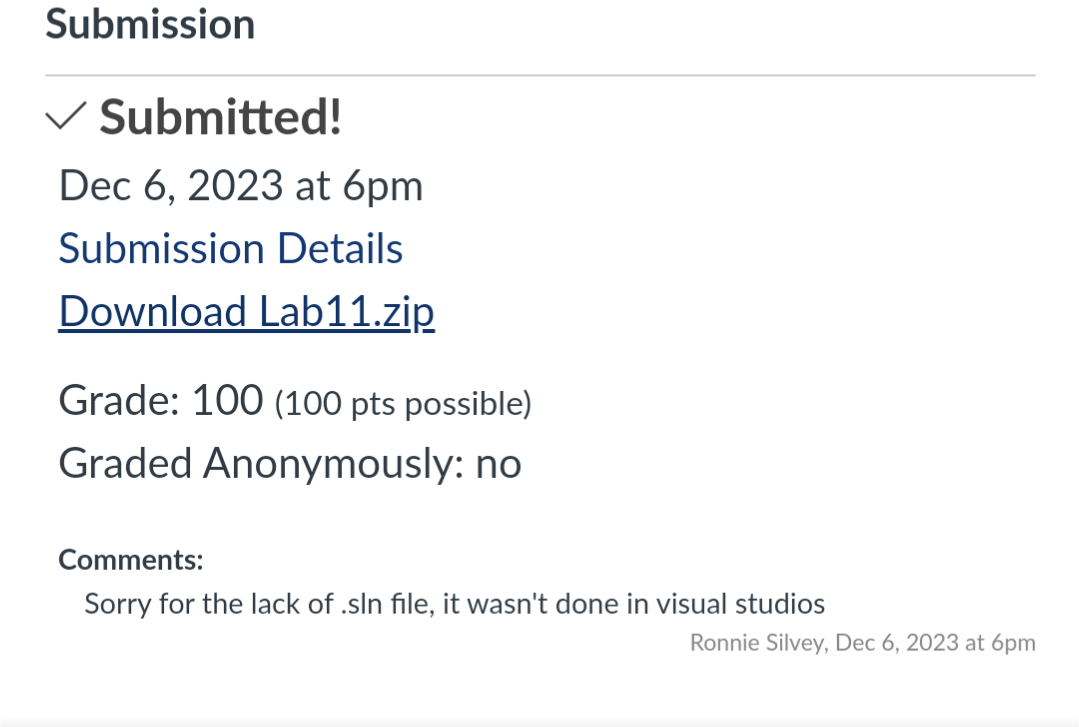 Submission
Submitted!
Dec 6, 2023 at 6pm
Submission Details
Download Lab11.zip
Grade: 100 (100 pts possible)
Graded Anonymously: no
Comments:
Sorry for the lack of .sln file, it wasn't done in visual studios
Ronnie Silvey, Dec 6, 2023 at 6pm